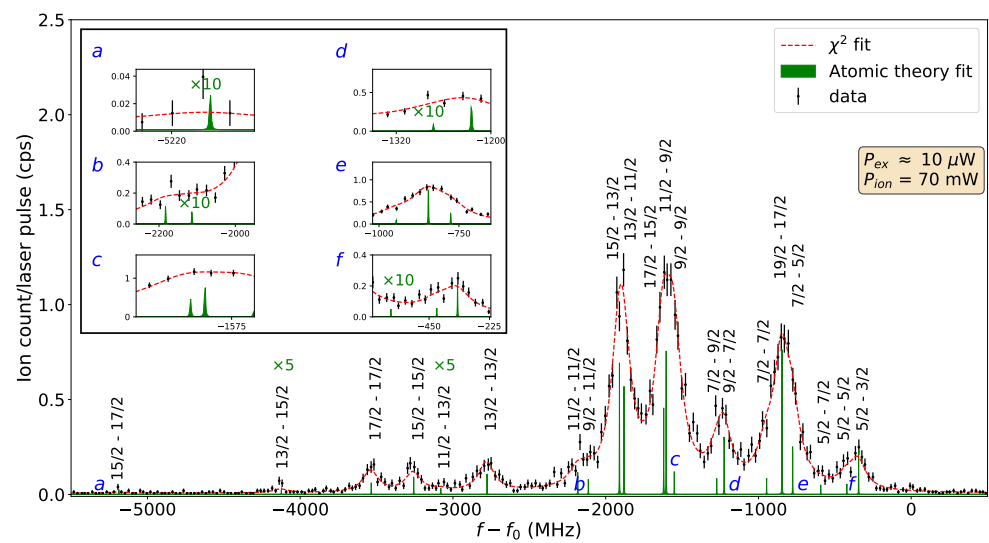 Ion count/laser pulse (cps)
2.5
2.0
1.5
1.0
0.5
0.0
a
0.04
0.02
0.00
×10
−5220
b
0.4
0.2
0.0
×10
−2200
−2000
c
1
0
−1575
d
0.5
0.0
×10
−1320
−1200
e
1
0
−1000
−750
f
0.4
0.2
0.0
×10
−450
−225
χ² fit
Atomic theory fit
data
P_ex ≈ 10 μW
P_ion = 70 mW
15/2 - 17/2
×5
13/2 - 15/2
17/2 - 17/2
15/2 - 15/2
×5
11/2 - 13/2
13/2 - 13/2
11/2 - 11/2
9/2 - 11/2
15/2 - 13/2
13/2 - 11/2
17/2 - 15/2
11/2 - 9/2
9/2 - 9/2
7/2 - 9/2
9/2 - 7/2
7/2 - 7/2
19/2 - 17/2
7/2 - 5/2
5/2 - 7/2
5/2 - 5/2
5/2 - 3/2
a
b
c
d
e
f
−5000
−4000
−3000
−2000
−1000
0
f − f₀ (MHz)